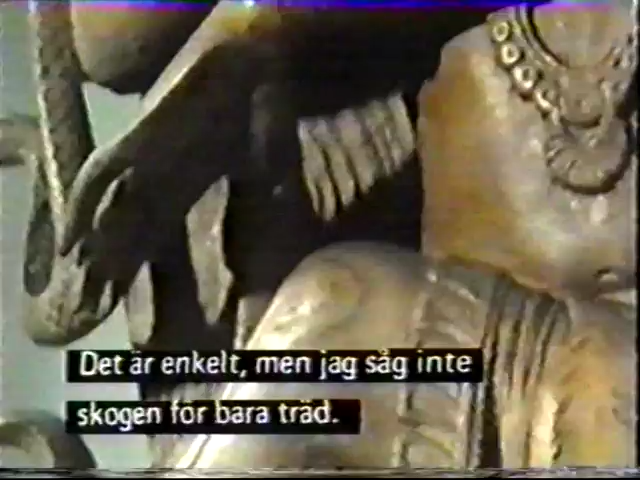 Det är enkelt, men jag såg inte
skogen för bara träd.